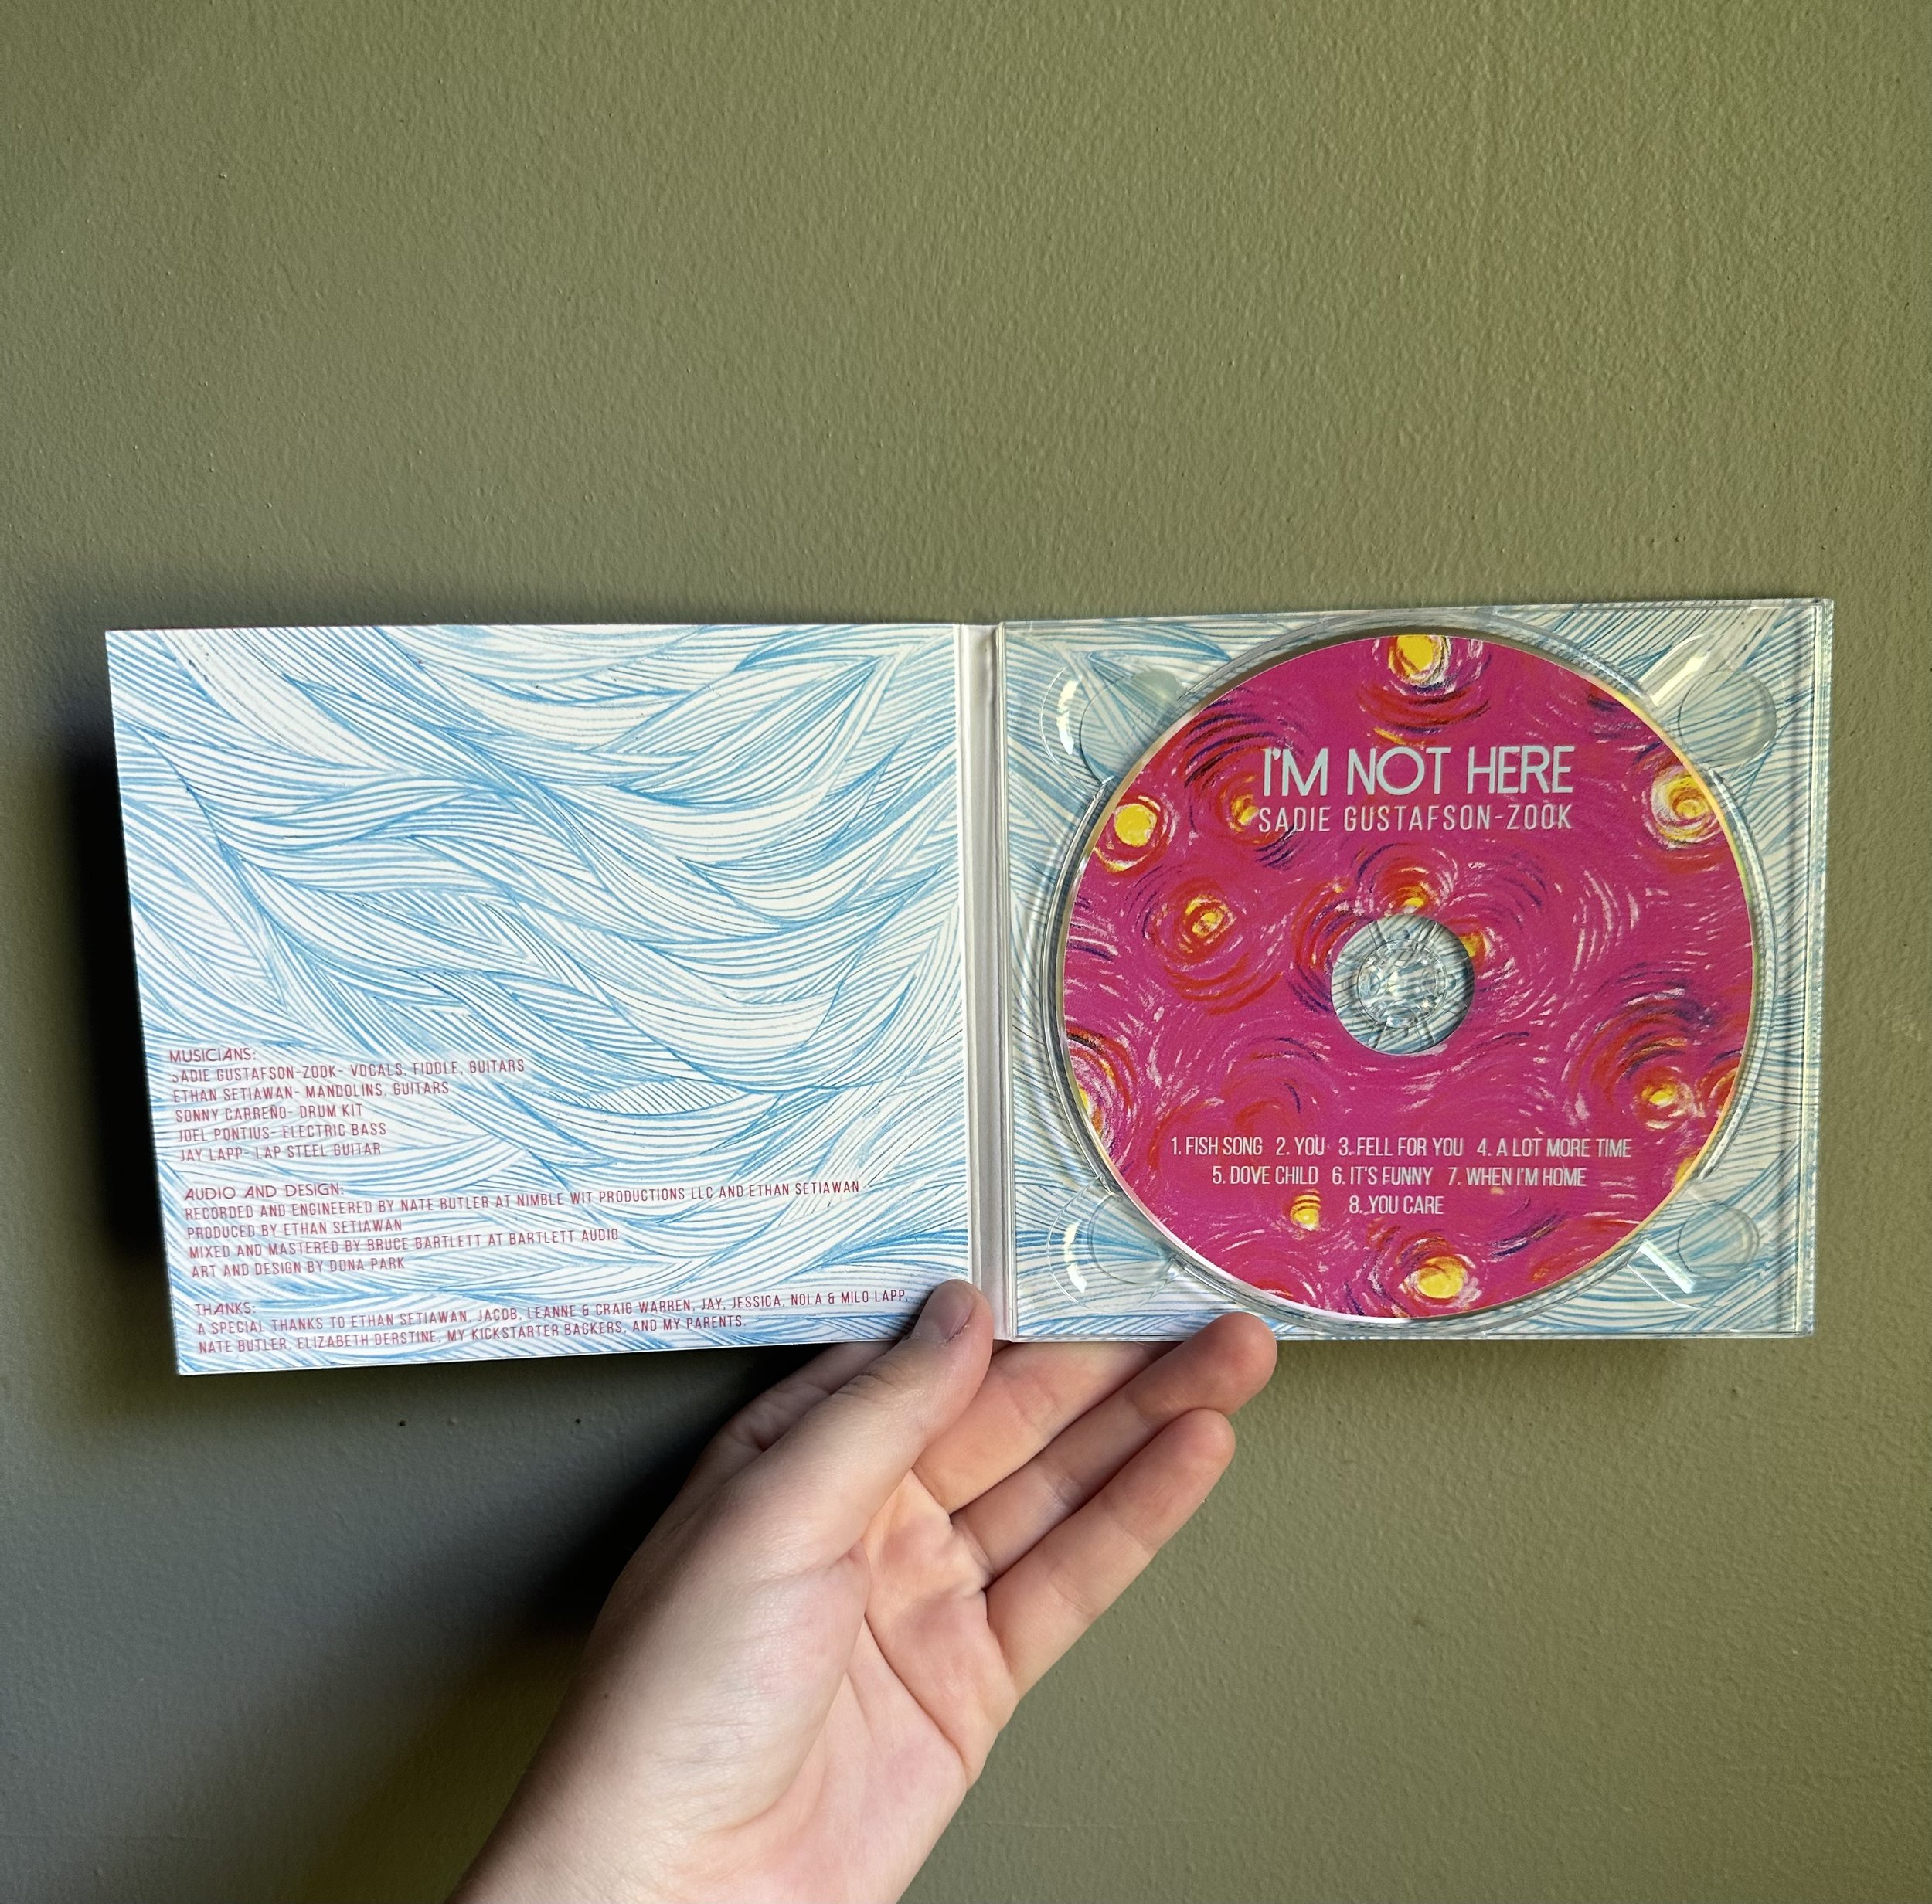 MUSICIANS:
SADIE GUSTAFSON-ZOOK- VOCALS, FIDDLE, GUITARS
ETHAN SETIAWAN- MANDOLINS, GUITARS
SONNY CARREÑO- DRUM KIT
JOEL PONTIUS- ELECTRIC BASS
JAY LAPP- LAP STEEL GUITAR
AUDIO AND DESIGN:
RECORDED AND ENGINEERED BY NATE BUTLER AT NIMBLE WIT PRODUCTIONS LLC AND ETHAN SETIAWAN
PRODUCED BY ETHAN SETIAWAN
MIXED AND MASTERED BY BRUCE BARTLETT AT BARTLETT AUDIO
ART AND DESIGN BY DONA PARK
THANKS:
A SPECIAL THANKS TO ETHAN SETIAWAN, JACOB, LEANNE & CRAIG WARREN, JAY, JESSICA, NOLA & MILO LAPP,
NATE BUTLER, ELIZABETH DERSTINE, MY KICKSTARTER BACKERS, AND MY PARENTS.
I'M NOT HERE
SADIE GUSTAFSON-ZOOK
1. FISH SONG 2. YOU 3. FELL FOR YOU 4. A LOT MORE TIME
5. DOVE CHILD 6. IT'S FUNNY 7. WHEN I'M HOME
8. YOU CARE